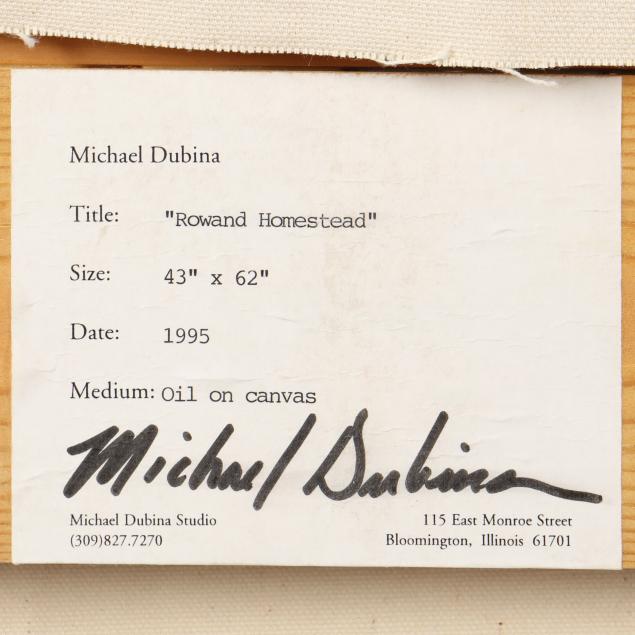 Michael Dubina
Title: "Rowand Homestead"
Size: 43" x 62"
Date: 1995
Medium: Oil on canvas
Michael Dubina
Michael Dubina Studio 115 East Monroe Street
(309)827.7270 Bloomington, Illinois 61701